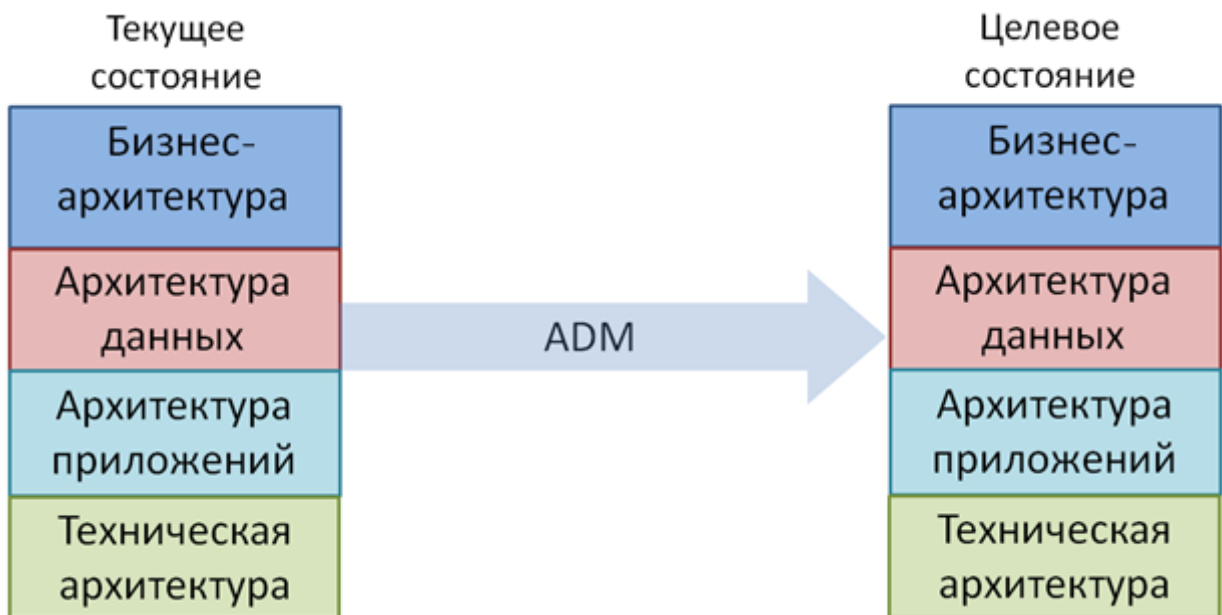 Текущее
состояние
Бизнес-
архитектура
Архитектура
данных
Архитектура
приложений
Техническая
архитектура
ADM
Целевое
состояние
Бизнес-
архитектура
Архитектура
данных
Архитектура
приложений
Техническая
архитектура